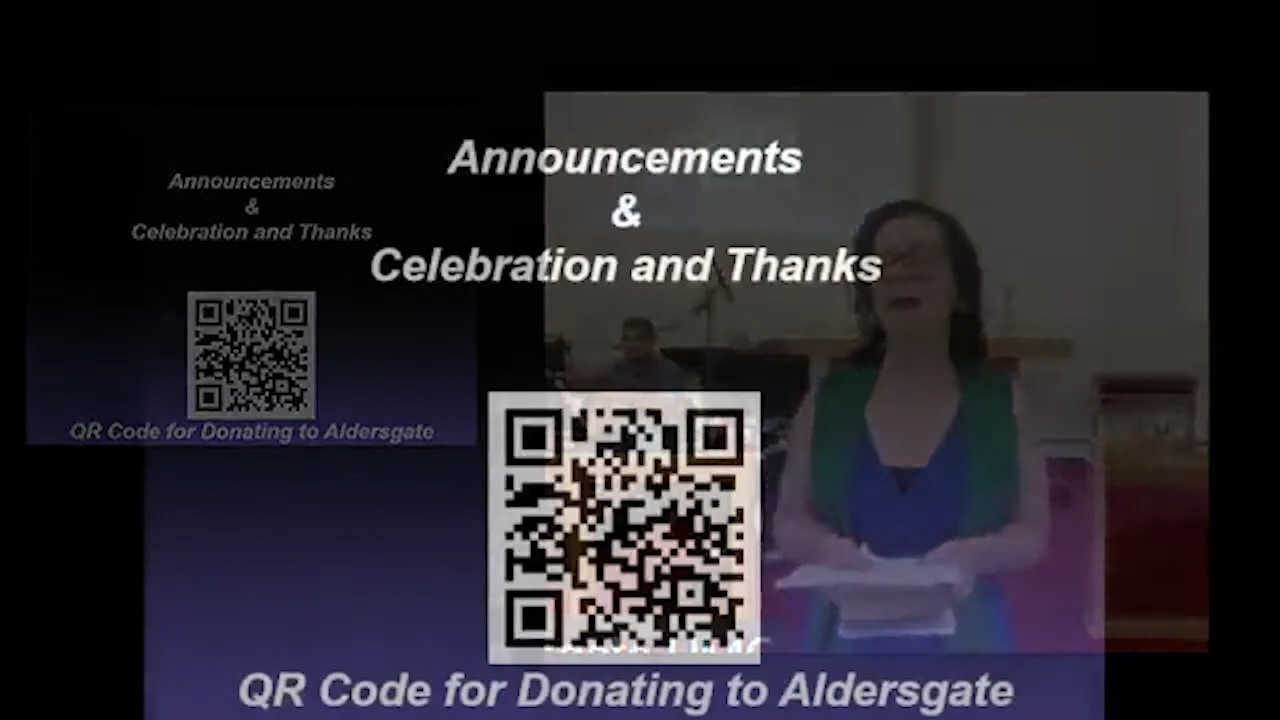 Announcements
&
Celebration and Thanks
QR Code for Donating to Aldersgate
Announcements
&
Celebration and Thanks
QR Code for Donating to Aldersgate